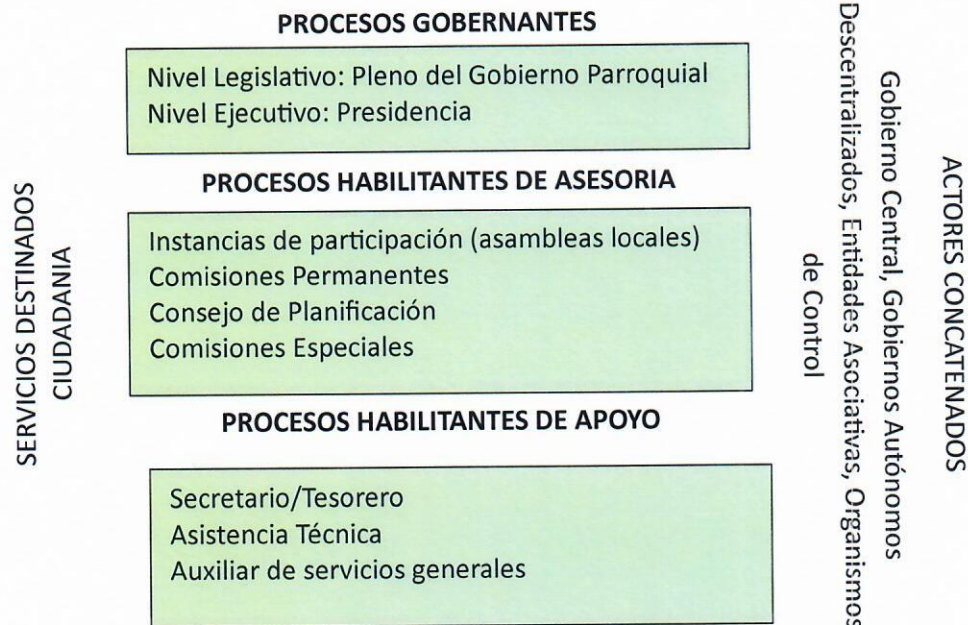 PROCESOS GOBERNANTES
Nivel Legislativo: Pleno del Gobierno Parroquial
Nivel Ejecutivo: Presidencia
PROCESOS HABILITANTES DE ASESORIA
Instancias de participación (asambleas locales)
Comisiones Permanentes
Consejo de Planificación
Comisiones Especiales
PROCESOS HABILITANTES DE APOYO
Secretario/Tesorero
Asistencia Técnica
Auxiliar de servicios generales
SERVICIOS DESTINADOS
CIUDADANIA
ACTORES CONCATENADOS
Gobierno Central, Gobiernos Autónomos
Descentralizados, Entidades Asociativas, Organismos
de Control